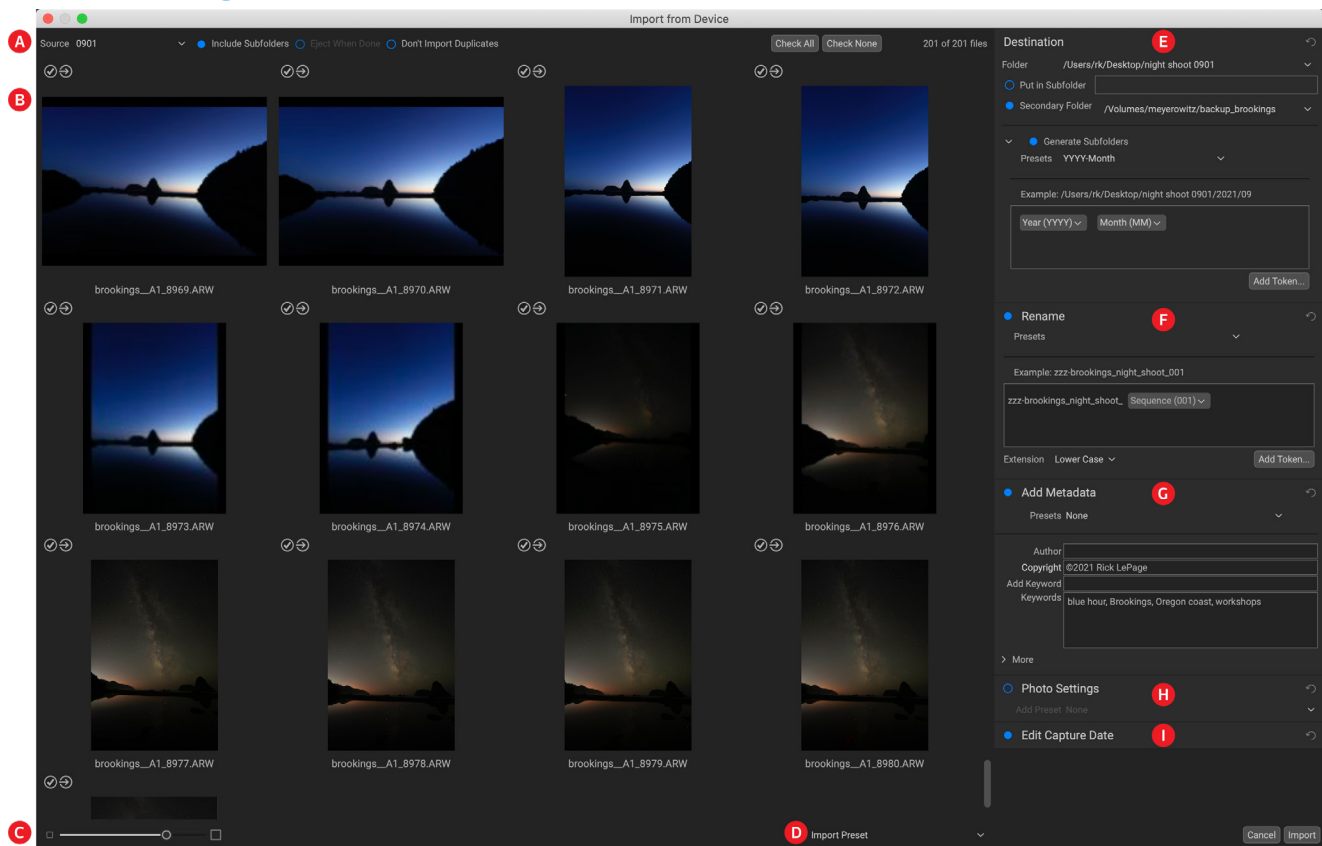 Import from Device
A
Source 0901
Include Subfolders
Eject When Done
Don't Import Duplicates
Check All
Check None
201 of 201 files
B
brookings__A1_8969.ARW
brookings__A1_8970.ARW
brookings__A1_8971.ARW
brookings__A1_8972.ARW
brookings__A1_8973.ARW
brookings__A1_8974.ARW
brookings__A1_8975.ARW
brookings__A1_8976.ARW
brookings__A1_8977.ARW
brookings__A1_8978.ARW
brookings__A1_8979.ARW
brookings__A1_8980.ARW
C
D
Import Preset
Destination
E
Folder /Users/rk/Desktop/night shoot 0901
Put in Subfolder
Secondary Folder /Volumes/meyerowitz/backup_brookings
Generate Subfolders
Presets YYYY-Month
Example: /Users/rk/Desktop/night shoot 0901/2021/09
Year (YYYY) Month (MM)
Add Token...
Rename
F
Presets
Example: zzz-brookings_night_shoot_001
zzz-brookings_night_shoot_ Sequence (001)
Extension Lower Case
Add Token...
Add Metadata
G
Presets None
Author
Copyright ©2021 Rick LePage
Add Keyword
Keywords blue hour, Brookings, Oregon coast, workshops
More
Photo Settings
H
Add Preset None
Edit Capture Date
I
Cancel
Import